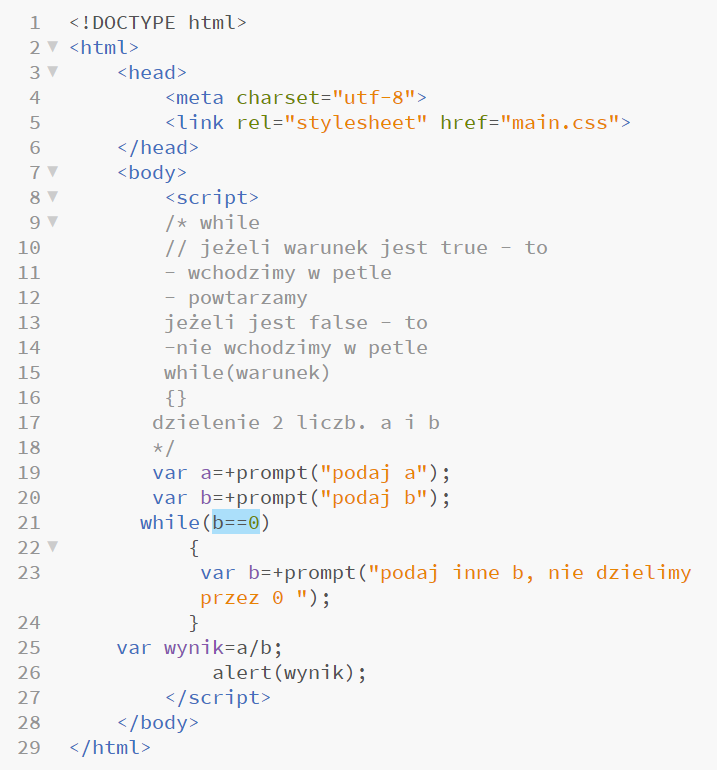 1 <!DOCTYPE html>
2 <html>
3 <head>
4 <meta charset="utf-8">
5 <link rel="stylesheet" href="main.css">
6 </head>
7 <body>
8 <script>
9 /* while
10 // jeżeli warunek jest true - to
11 - wchodzimy w petle
12 - powtarzamy
13 jeżeli jest false - to
14 -nie wchodzimy w petle
15 while(warunek)
16 {}
17 dzielenie 2 liczb. a i b
18 */
19 var a=+prompt("podaj a");
20 var b=+prompt("podaj b");
21 while(b==0)
22 {
23 var b=+prompt("podaj inne b, nie dzielimy
przez 0 ");
24 }
25 var wynik=a/b;
26 alert(wynik);
27 </script>
28 </body>
29 </html>